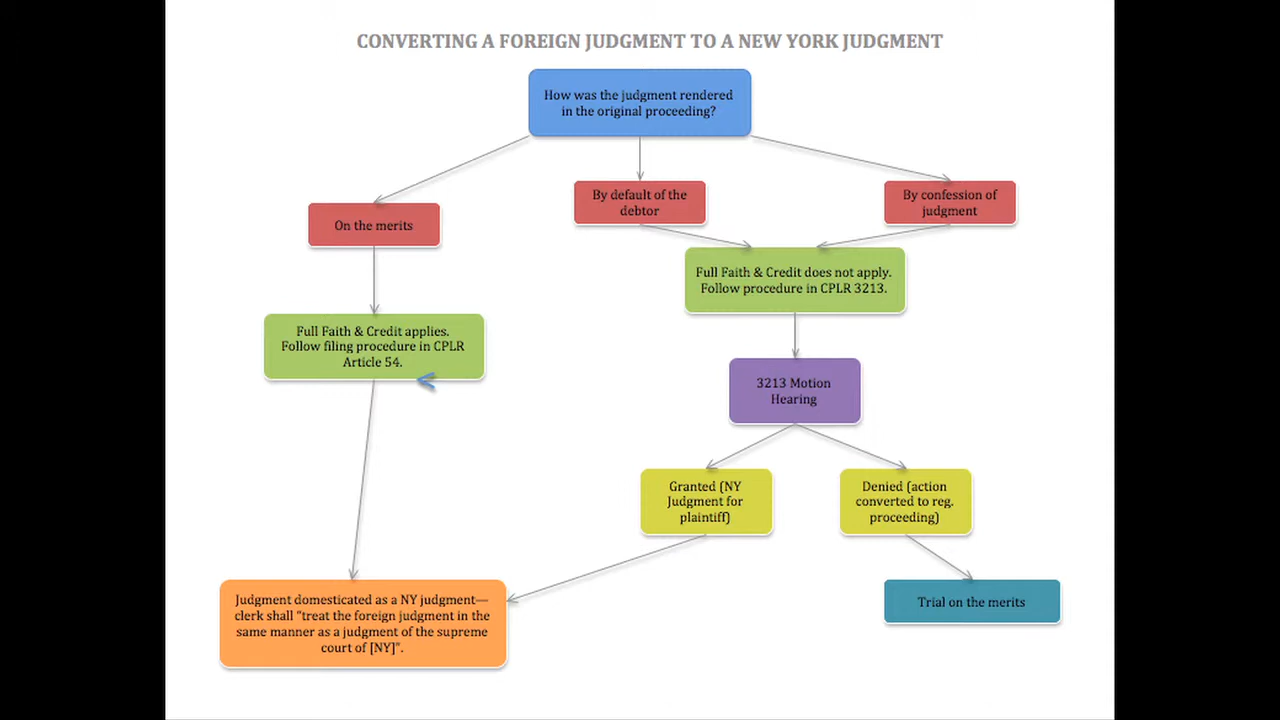 CONVERTING A FOREIGN JUDGMENT TO A NEW YORK JUDGMENT
How was the judgment rendered
in the original proceeding?
On the merits
By default of the
debtor
By confession of
judgment
Full Faith & Credit does not apply.
Follow procedure in CPLR 3213.
Full Faith & Credit applies.
Follow filing procedure in CPLR
Article 54.
3213 Motion
Hearing
Granted (NY
Judgment for
plaintiff)
Denied (action
converted to reg.
proceeding)
Judgment domesticated as a NY judgment—
clerk shall "treat the foreign judgment in the
same manner as a judgment of the supreme
court of [NY]".
Trial on the merits